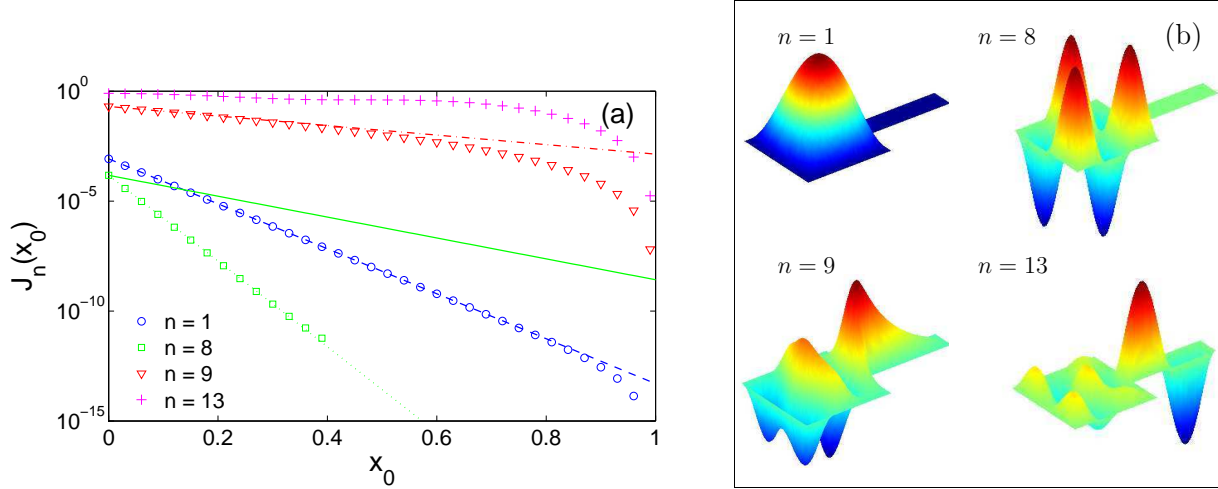 (a)
10^0
10^-5
10^-10
10^-15
J_n(x_0)
n = 1
n = 8
n = 9
n = 13
0 0.2 0.4 0.6 0.8 1
x_0
n = 1 n = 8 (b)
n = 9 n = 13